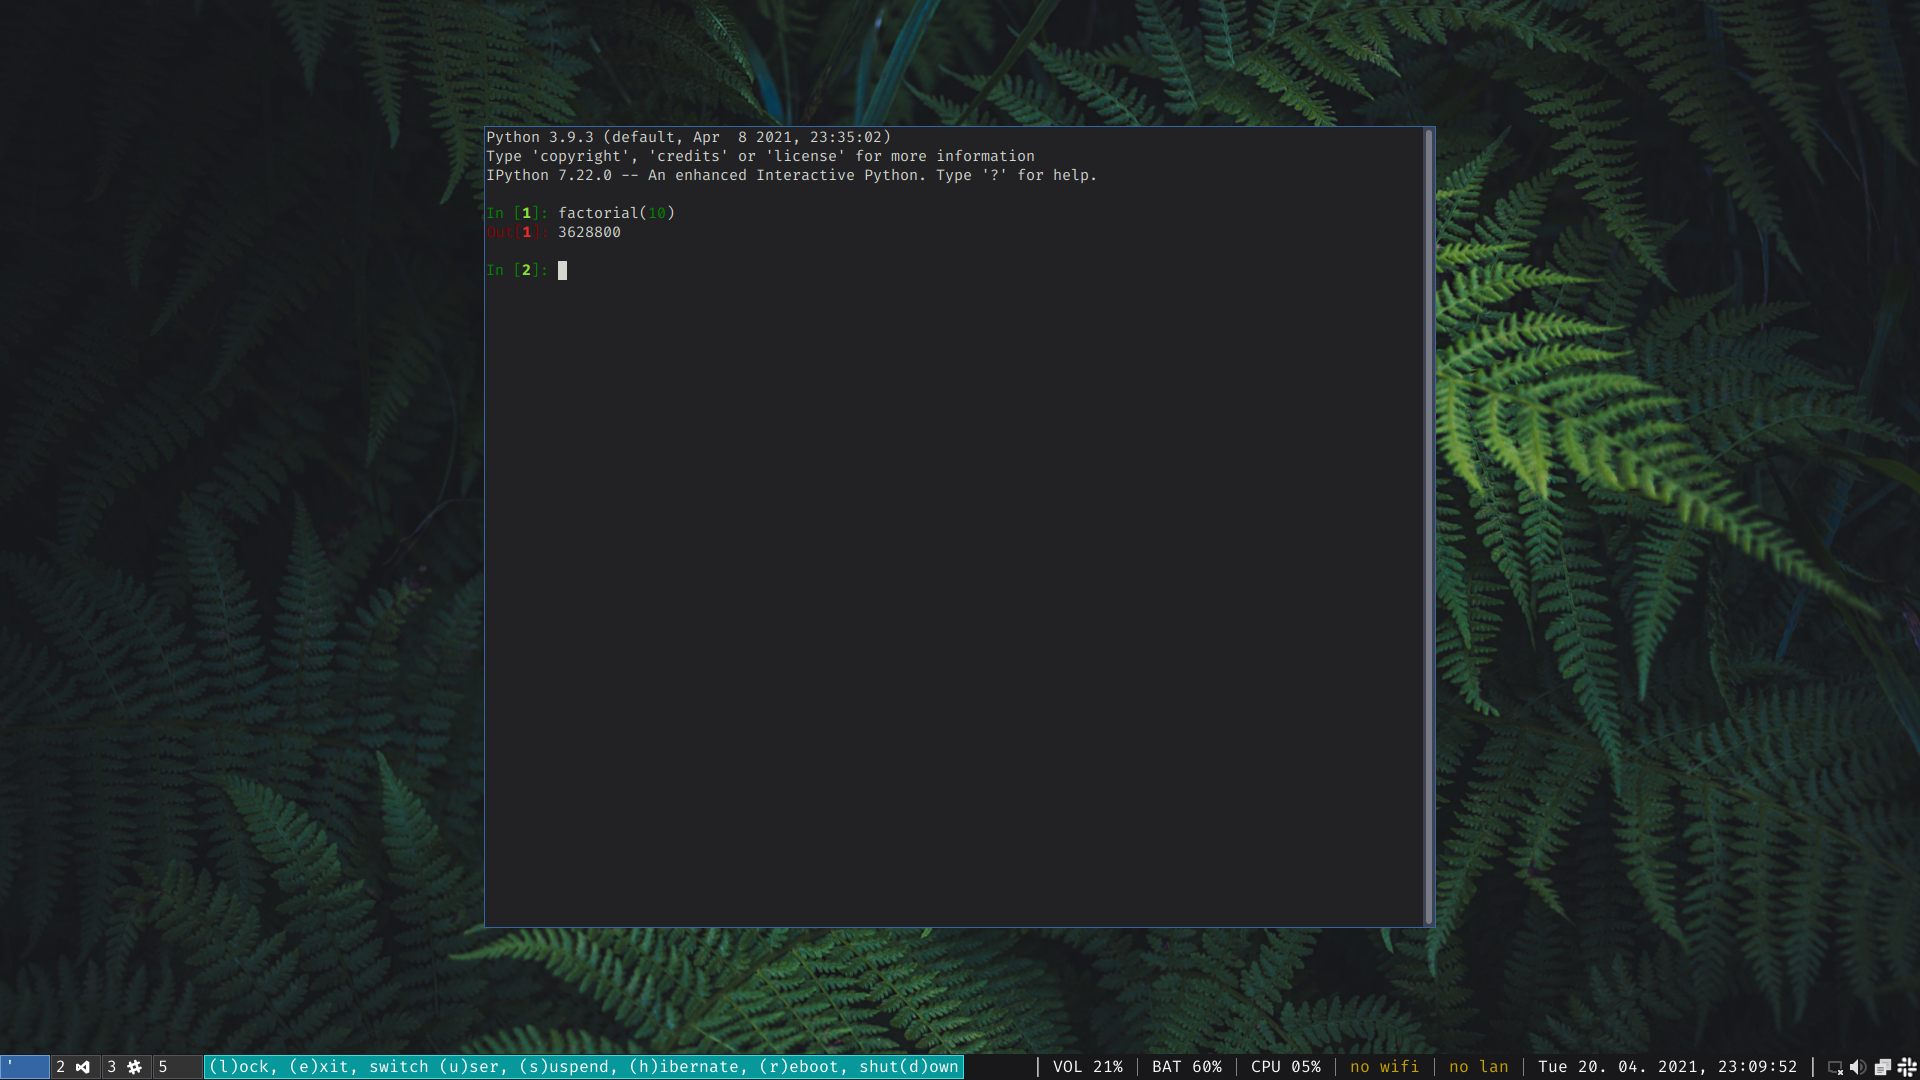 Python 3.9.3 (default, Apr  8 2021, 23:35:02)
Type 'copyright', 'credits' or 'license' for more information
IPython 7.22.0 -- An enhanced Interactive Python. Type '?' for help.
In [1]: factorial(10)
Out[1]: 3628800
In [2]:
' 2 3 5 (l)ock, (e)xit, switch (u)ser, (s)uspend, (h)ibernate, (r)eboot, shut(d)own | VOL 21% | BAT 60% | CPU 05% | no wifi | no lan | Tue 20. 04. 2021, 23:09:52 |